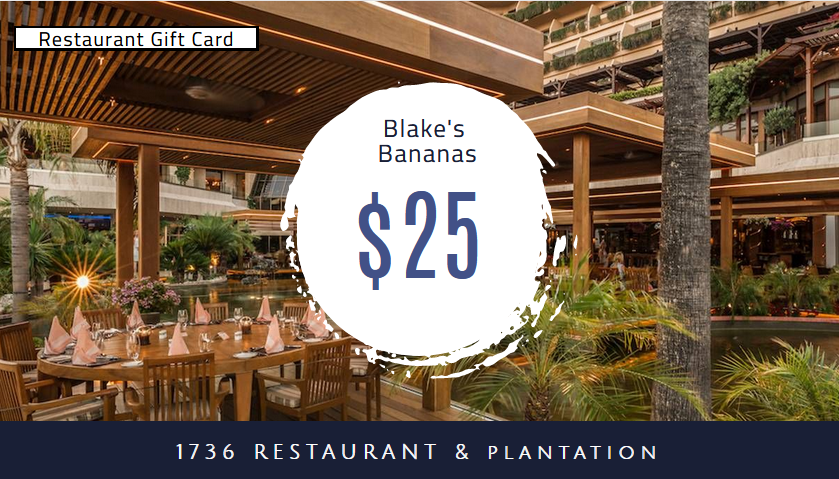 Restaurant Gift Card
Blake's
Bananas
$25
1736 RESTAURANT & PLANTATION